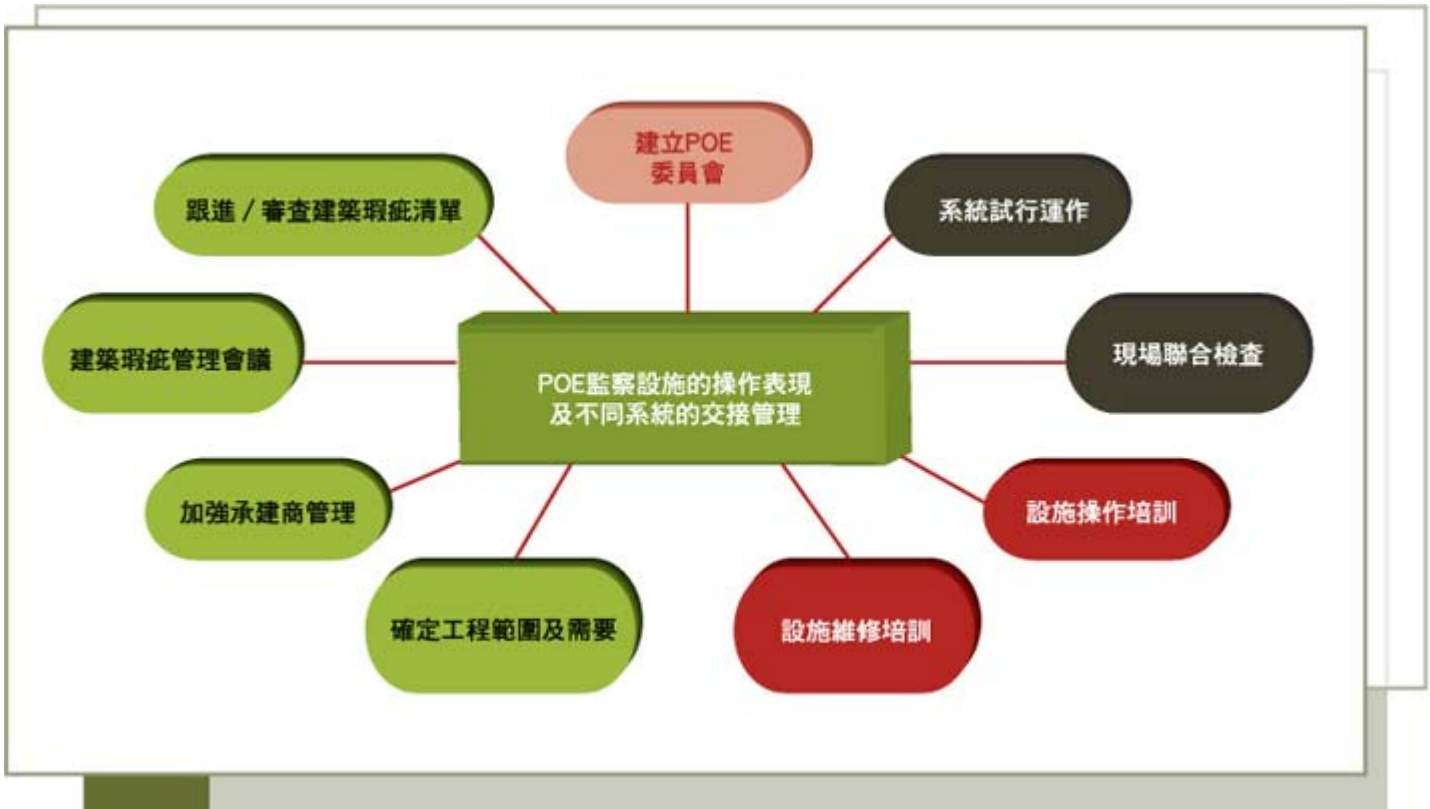 建立POE
委員會
跟進 / 審查建築瑕疵清單
系統試行運作
建築瑕疵管理會議
現場聯合檢查
POE監察設施的操作表現
及不同系統的交接管理
加強承建商管理
設施操作培訓
確定工程範圍及需要
設施維修培訓